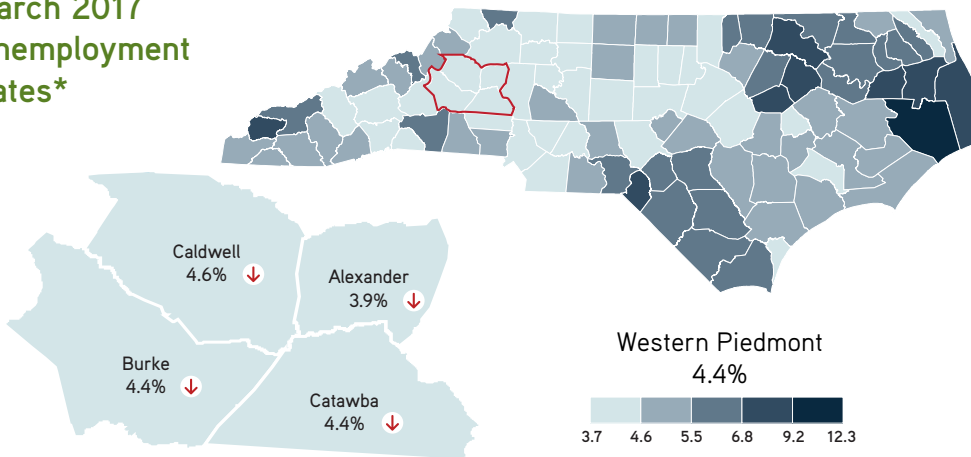 arch 2017
nemployment
ates*
Caldwell
4.6%
Alexander
3.9%
Burke
4.4%
Catawba
4.4%
Western Piedmont
4.4%
3.7 4.6 5.5 6.8 9.2 12.3